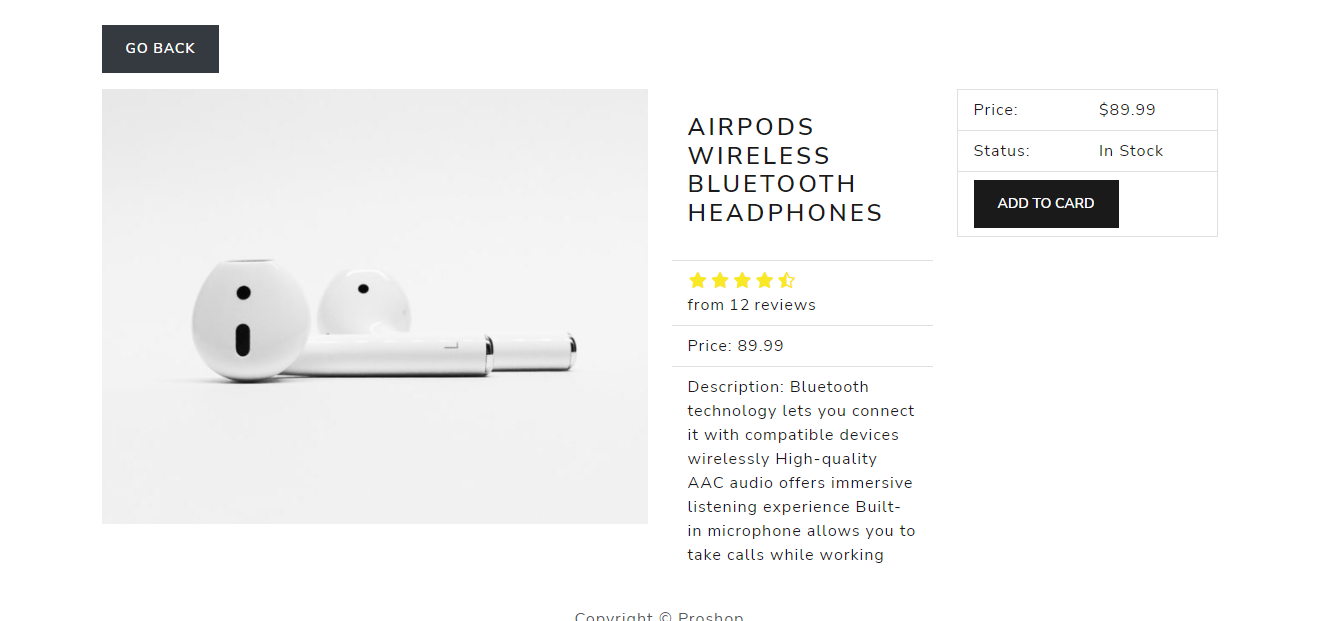 GO BACK
AIRPODS
WIRELESS
BLUETOOTH
HEADPHONES
from 12 reviews
Price: 89.99
Description: Bluetooth
technology lets you connect
it with compatible devices
wirelessly High-quality
AAC audio offers immersive
listening experience Built-
in microphone allows you to
take calls while working
Price: $89.99
Status: In Stock
ADD TO CARD
L
Copyright © Proshop